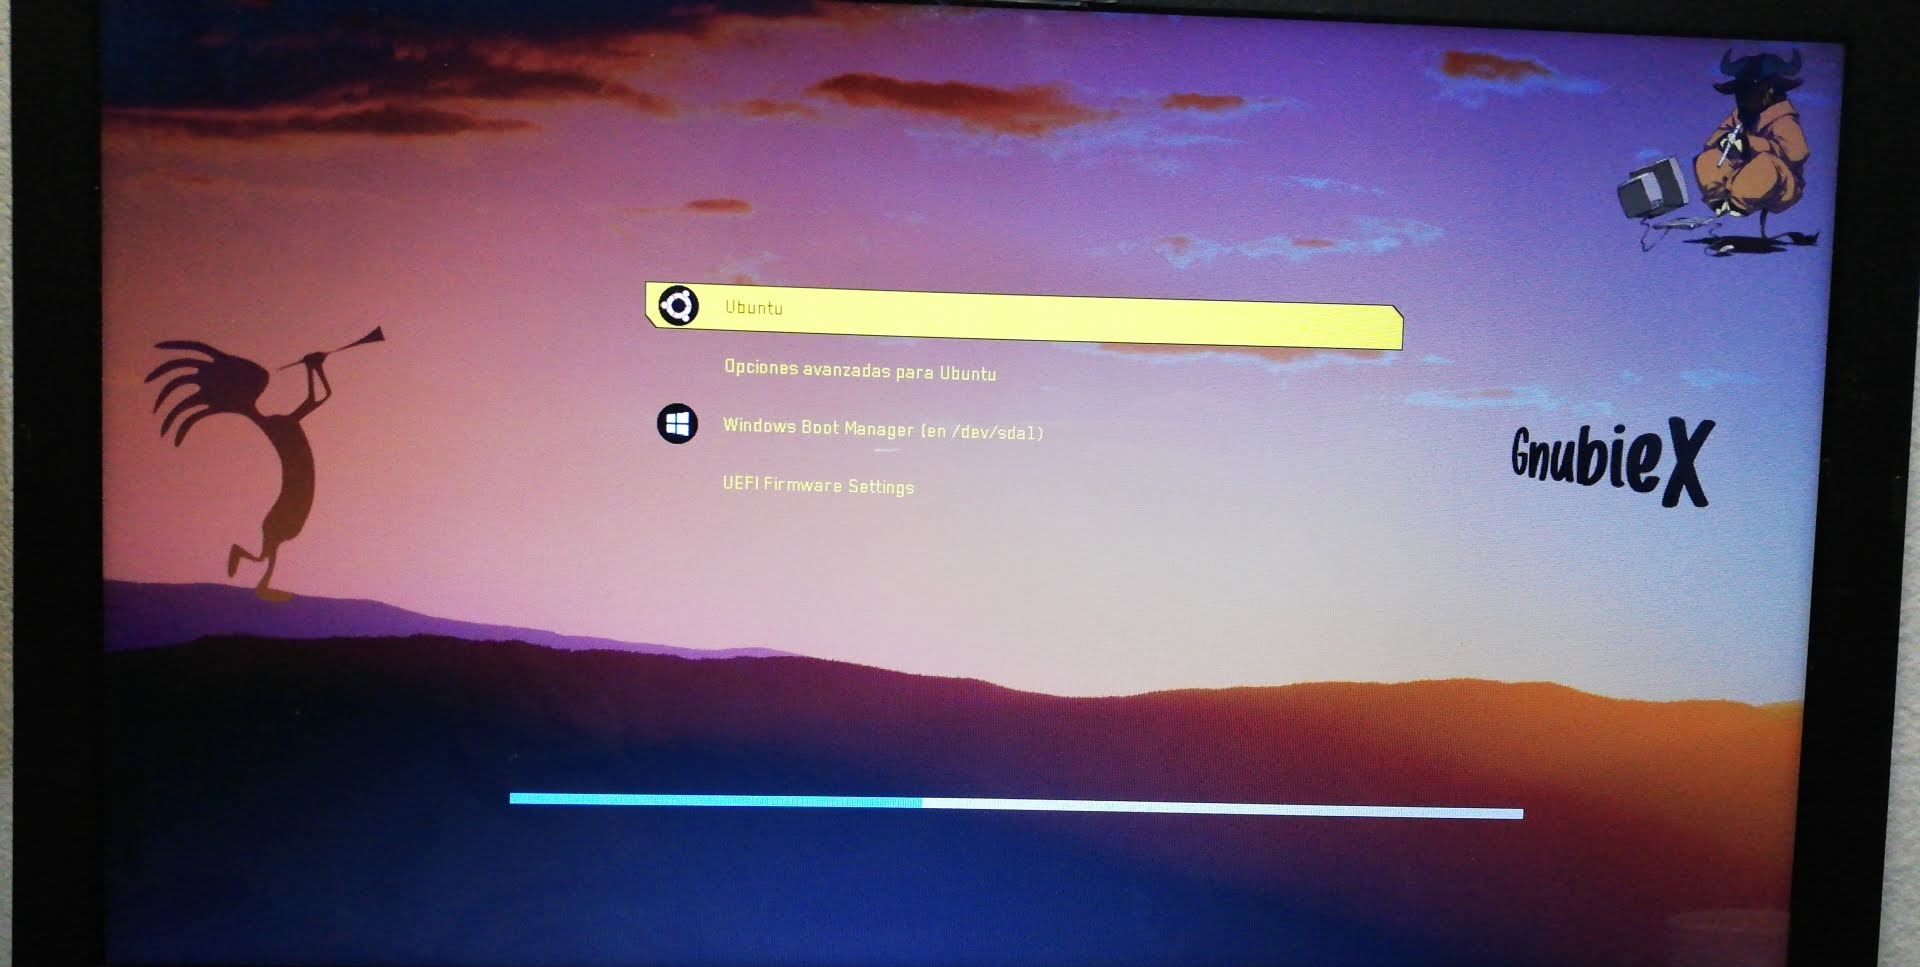 Ubuntu
Opciones avanzadas para Ubuntu
Windows Boot Manager (en /dev/sda1)
UEFI Firmware Settings
GnubieX